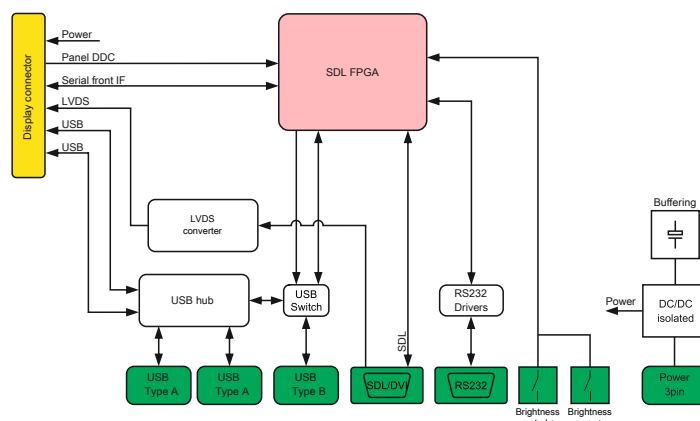 Display connector
Power
Panel DDC
Serial front IF
LVDS
USB
USB
SDL FPGA
LVDS
converter
USB hub
USB
Switch
RS232
Drivers
SDL
Buffering
Power
DC/DC
isolated
USB
Type A
USB
Type A
USB
Type B
SDL/DVI
RS232
Power
3pin
Brightness
Brightness